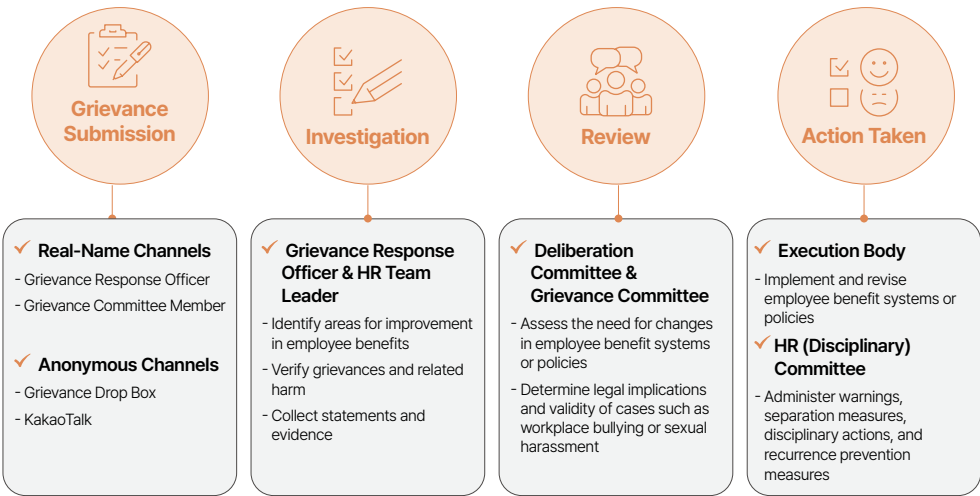 Grievance
Submission
Investigation
Review
Action Taken
Real-Name Channels
- Grievance Response Officer
- Grievance Committee Member
Anonymous Channels
- Grievance Drop Box
- KakaoTalk
Grievance Response
Officer & HR Team
Leader
- Identify areas for improvement
in employee benefits
- Verify grievances and related
harm
- Collect statements and
evidence
Deliberation
Committee &
Grievance Committee
- Assess the need for changes
in employee benefit systems
or policies
- Determine legal implications
and validity of cases such as
workplace bullying or sexual
harassment
Execution Body
- Implement and revise
employee benefit systems or
policies
HR (Disciplinary)
Committee
- Administer warnings,
separation measures,
disciplinary actions, and
recurrence prevention
measures